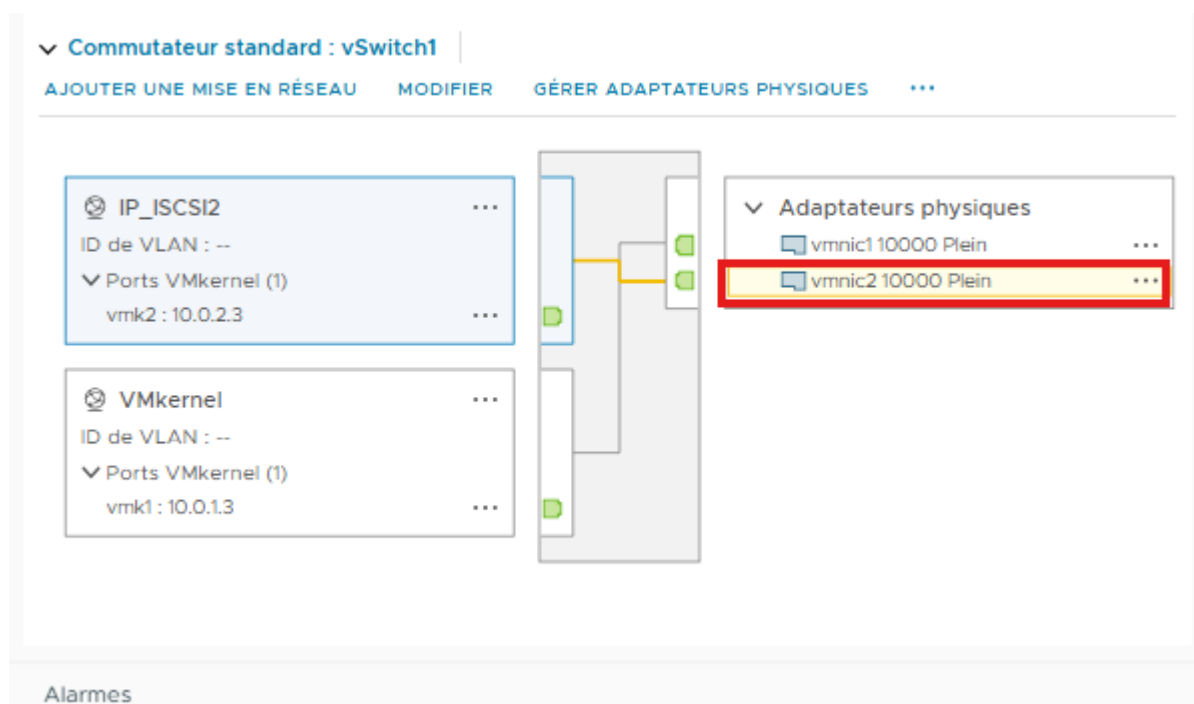 Commutateur standard : vSwitch1
AJOUTER UNE MISE EN RÉSEAU MODIFIER GÉRER ADAPTATEURS PHYSIQUES ...
IP_ISCSI2 ...
ID de VLAN : --
Ports VMkernel (1)
vmk2 : 10.0.2.3 ...
VMkernel ...
ID de VLAN : --
Ports VMkernel (1)
vmk1 : 10.0.1.3 ...
Adaptateurs physiques
vmnic1 10000 Plein ...
vmnic2 10000 Plein ...
Alarmes